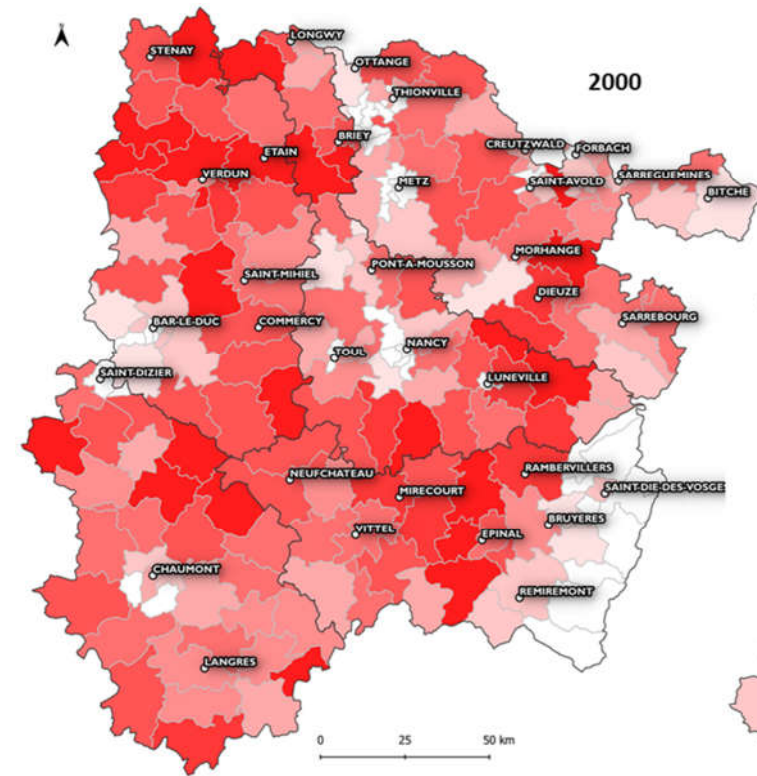 N
LONGWY
STENAY
OTTANGE
2000
THIONVILLE
BRIEY
CREUTZWALD
FORBACH
ETAIN
VERDUN
METZ
SAINT-AVOLD
SARREGUEMINES
BITCHE
MORHANGE
PONT-A-MOUSSON
SAINT-MIHIEL
DIEUZE
BAR-LE-DUC
COMMERCY
SARREBOURG
NANCY
TOUL
SAINT-DIZIER
LUNEVILLE
NEUFCHATEAU
RAMBERVILLERS
MIRECOURT
SAINT-DIE-DES-VOSGES
BRUYERES
VITTEL
EPINAL
CHAUMONT
REMIREMONT
LANGRES
0 25 50 km